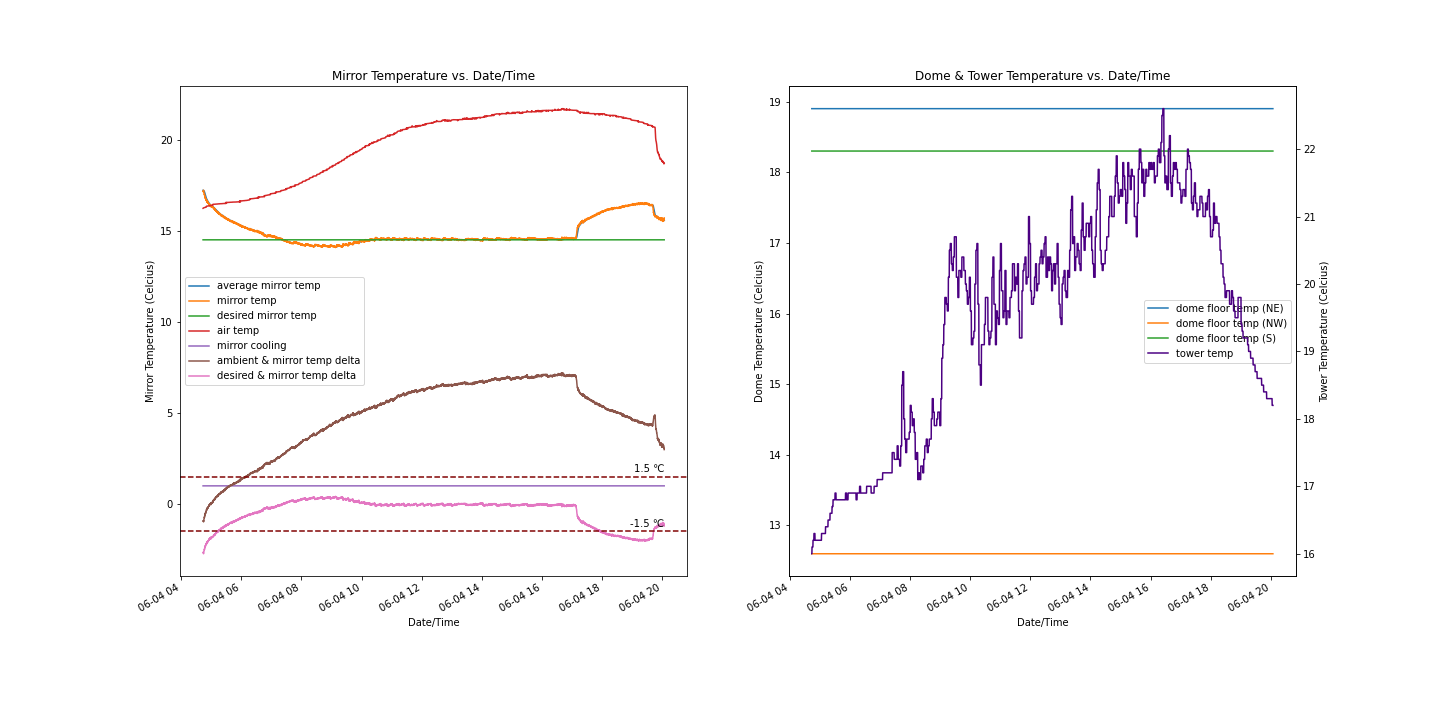 Mirror Temperature vs. Date/Time
Mirror Temperature (Celcius)
20
15
10
5
0
average mirror temp
mirror temp
desired mirror temp
air temp
mirror cooling
ambient & mirror temp delta
desired & mirror temp delta
1.5 °C
-1.5 °C
06-04 04
06-04 06
06-04 08
06-04 10
06-04 12
06-04 14
06-04 16
06-04 18
06-04 20
Date/Time
Dome & Tower Temperature vs. Date/Time
Dome Temperature (Celcius)
19
18
17
16
15
14
13
dome floor temp (NE)
dome floor temp (NW)
dome floor temp (S)
tower temp
22
21
20
19
18
17
16
Tower Temperature (Celcius)
06-04 04
06-04 06
06-04 08
06-04 10
06-04 12
06-04 14
06-04 16
06-04 18
06-04 20
Date/Time